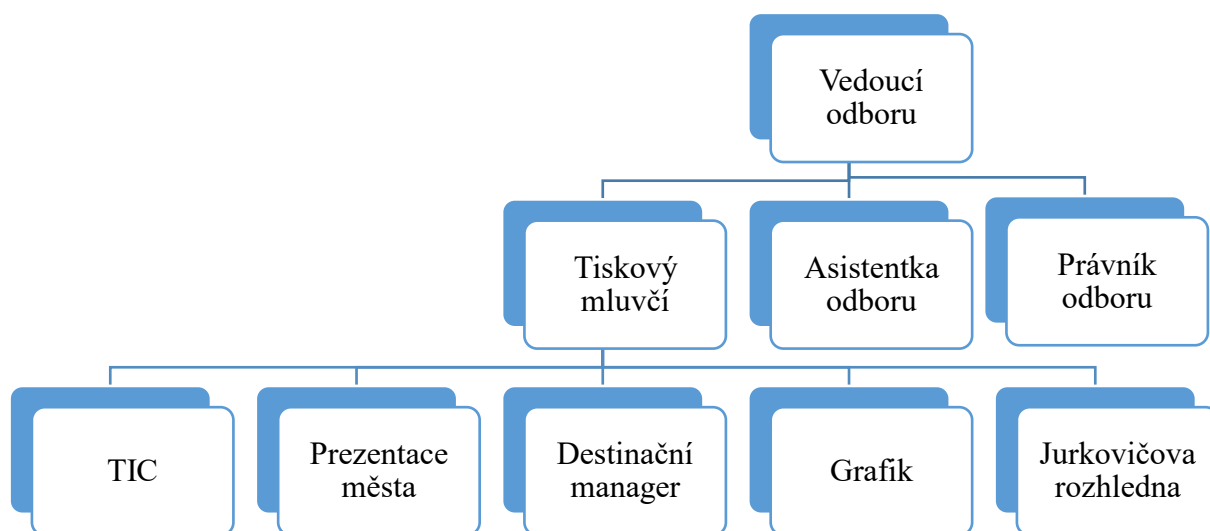 Vedoucí
odboru
Tiskový
mluvčí
Asistentka
odboru
Právník
odboru
TIC
Prezentace
města
Destinační
manager
Grafik
Jurkovičova
rozhledna